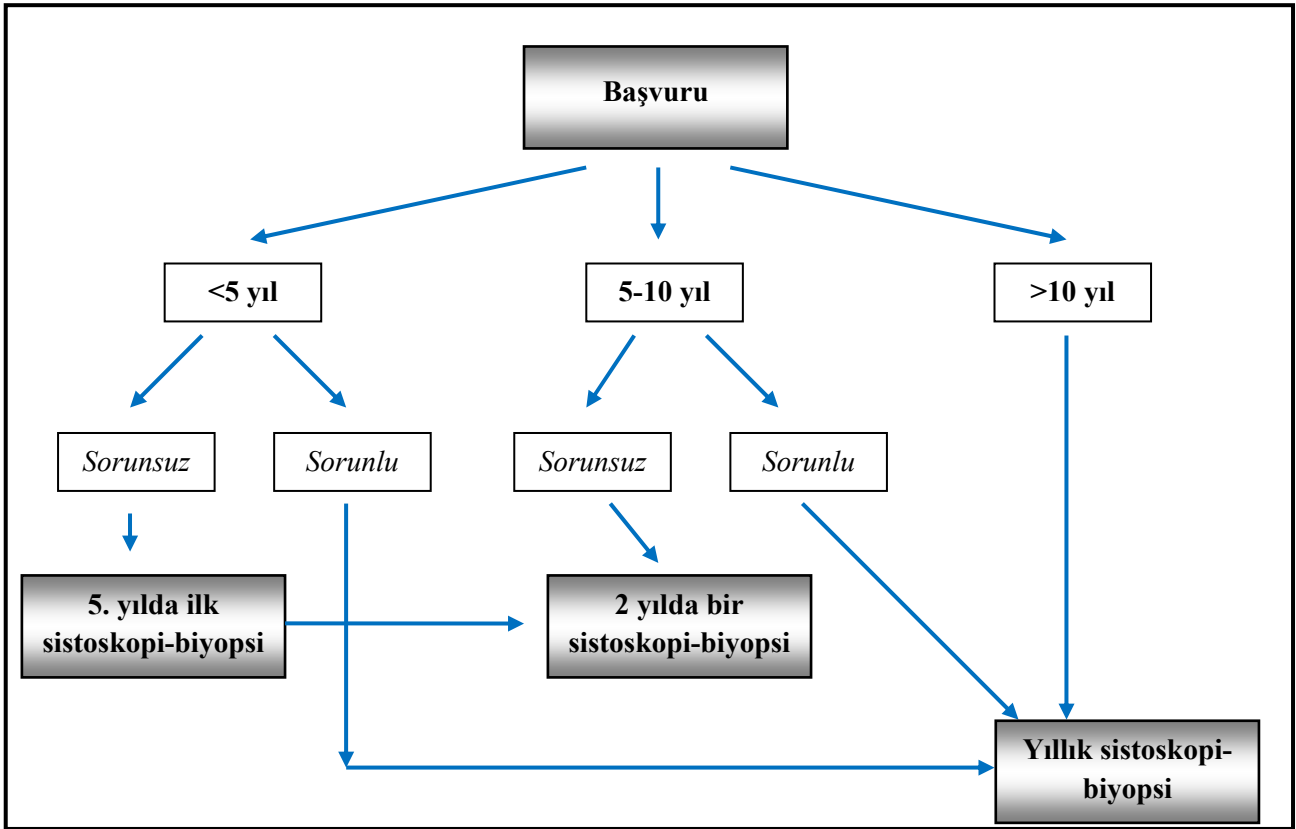 Başvuru
<5 yıl
5-10 yıl
>10 yıl
Sorunsuz
Sorunlu
Sorunsuz
Sorunlu
5. yılda ilk
sistoskopi-biyopsi
2 yılda bir
sistoskopi-biyopsi
Yıllık sistoskopi-
biyopsi